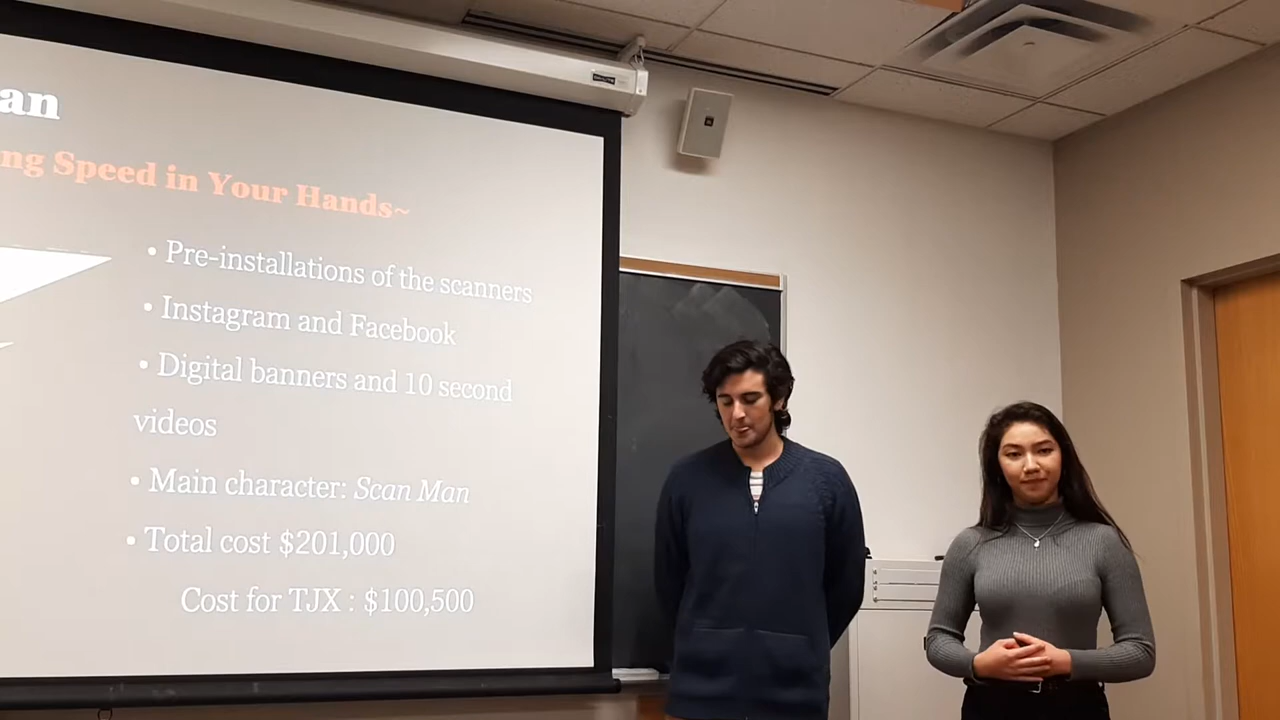 an
ng Speed in Your Hands~
• Pre-installations of the scanners
• Instagram and Facebook
• Digital banners and 10 second
videos
• Main character: Scan Man
• Total cost $201,000
Cost for TJX : $100,500